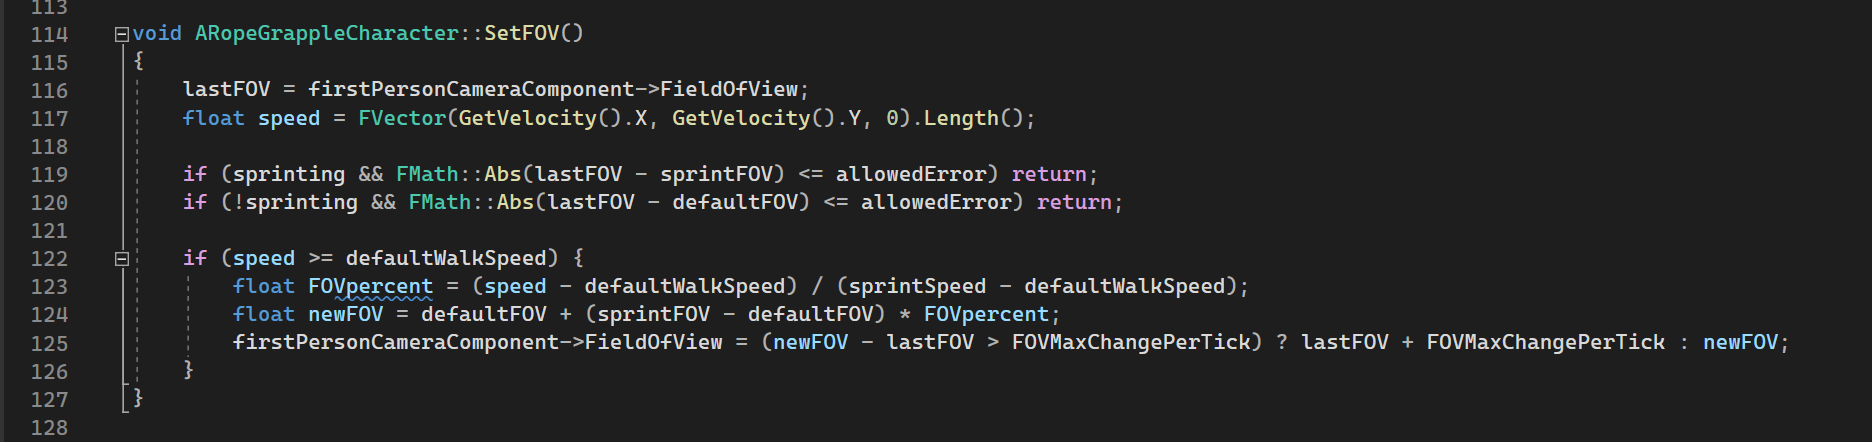 113
114 void ARopeGrappleCharacter::SetFOV()
115 {
116 lastFOV = firstPersonCameraComponent->FieldOfView;
117 float speed = FVector(GetVelocity().X, GetVelocity().Y, 0).Length();
118
119 if (sprinting && FMath::Abs(lastFOV - sprintFOV) <= allowedError) return;
120 if (!sprinting && FMath::Abs(lastFOV - defaultFOV) <= allowedError) return;
121
122 if (speed >= defaultWalkSpeed) {
123 float FOVpercent = (speed - defaultWalkSpeed) / (sprintSpeed - defaultWalkSpeed);
124 float newFOV = defaultFOV + (sprintFOV - defaultFOV) * FOVpercent;
125 firstPersonCameraComponent->FieldOfView = (newFOV - lastFOV > FOVMaxChangePerTick) ? lastFOV + FOVMaxChangePerTick : newFOV;
126 }
127 }
128